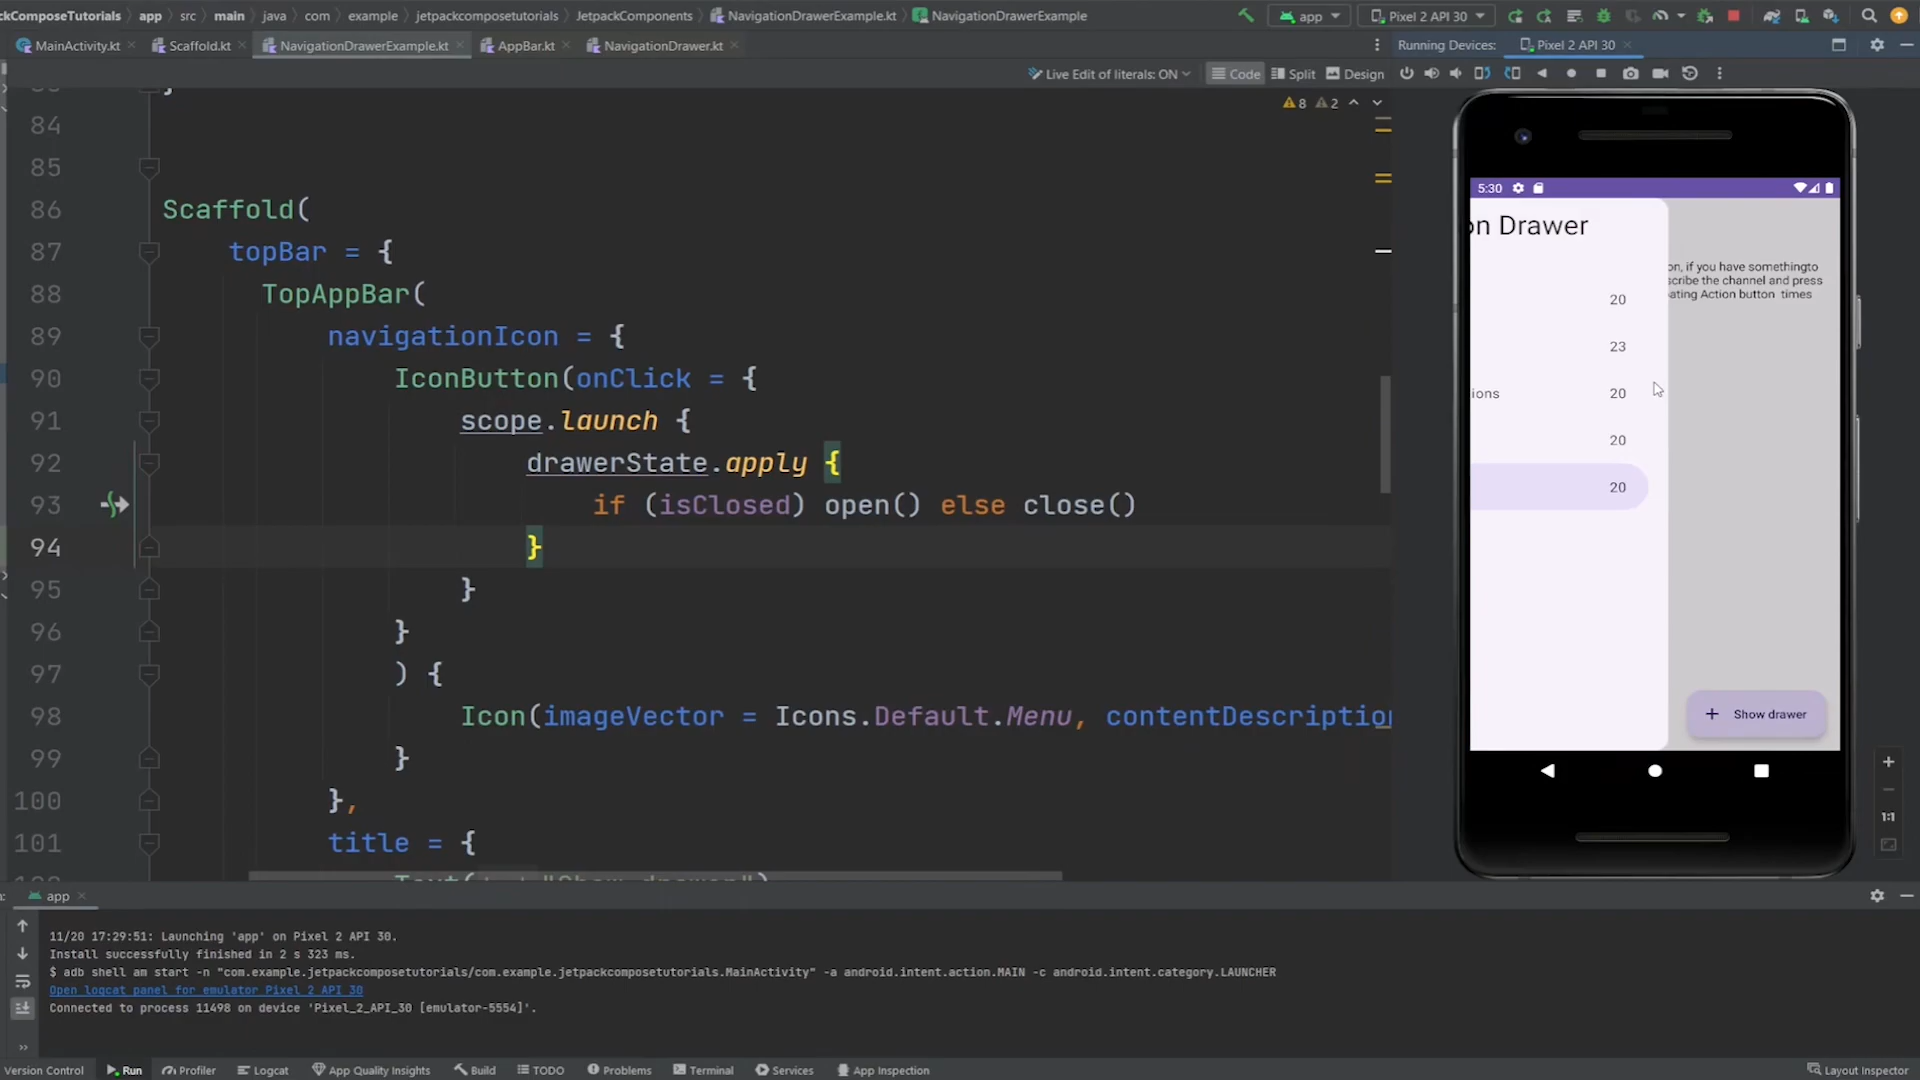 ckComposeTutorials app src main java com example jetpackcomposetutorials JetpackComponents NavigationDrawerExample.kt NavigationDrawerExample app Pixel 2 API 30
MainActivity.kt Scaffold.kt NavigationDrawerExample.kt AppBar.kt NavigationDrawer.kt Running Devices: Pixel 2 API 30
Live Edit of literals: ON Code Split Design
8 2
84
85
86 Scaffold(
87 topBar = {
88 TopAppBar(
89 navigationIcon = {
90 IconButton(onClick = {
91 scope.launch {
92 drawerState.apply {
93 if (isClosed) open() else close()
94 }
95 }
96 }
97 ) {
98 Icon(imageVector = Icons.Default.Menu, contentDescription
99 }
100 },
101 title = {
Text( "Show drawer")
5:30
on Drawer
on, if you have somethingto
scribe the channel and press
ating Action button times
20
23
ions 20
20
20
+ Show drawer
1:1
app
11/20 17:29:51: Launching 'app' on Pixel 2 API 30.
Install successfully finished in 2 s 323 ms.
$ adb shell am start -n "com.example.jetpackcomposetutorials/com.example.jetpackcomposetutorials.MainActivity" -a android.intent.action.MAIN -c android.intent.category.LAUNCHER
Open logcat panel for emulator Pixel 2 API 30
Connected to process 11498 on device 'Pixel_2_API_30 [emulator-5554]'.
Version Control Run Profiler Logcat App Quality Insights Build TODO Problems Terminal Services App Inspection Layout Inspector